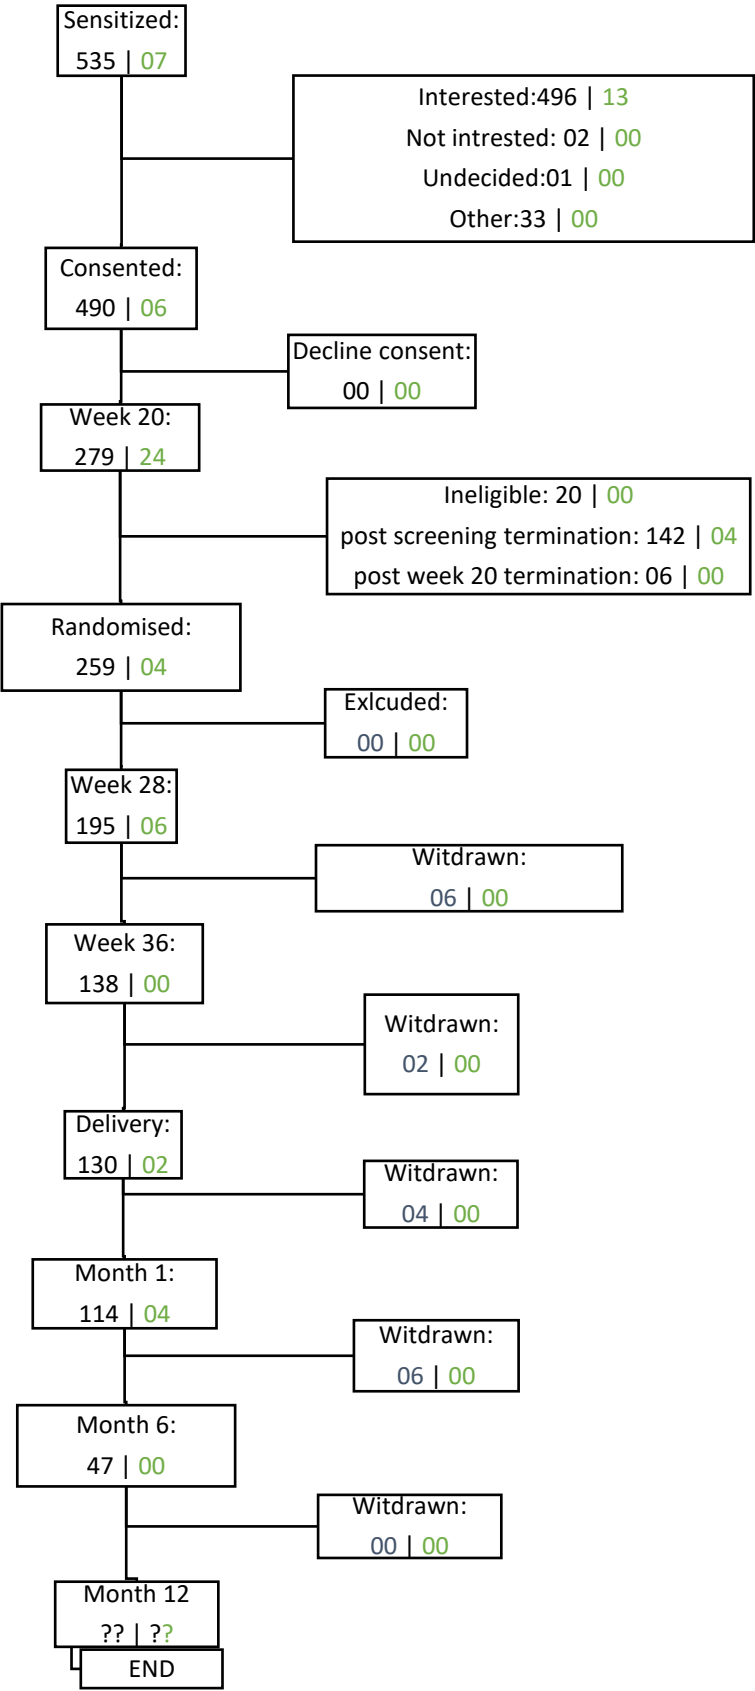 Sensitized:
535 | 07
Interested:496 | 13
Not intrested: 02 | 00
Undecided:01 | 00
Other:33 | 00
Consented:
490 | 06
Decline consent:
00 | 00
Week 20:
279 | 24
Ineligible: 20 | 00
post screening termination: 142 | 04
post week 20 termination: 06 | 00
Randomised:
259 | 04
Exlcuded:
00 | 00
Week 28:
195 | 06
Witdrawn:
06 | 00
Week 36:
138 | 00
Witdrawn:
02 | 00
Delivery:
130 | 02
Witdrawn:
04 | 00
Month 1:
114 | 04
Witdrawn:
06 | 00
Month 6:
47 | 00
Witdrawn:
00 | 00
Month 12
?? | ??
END